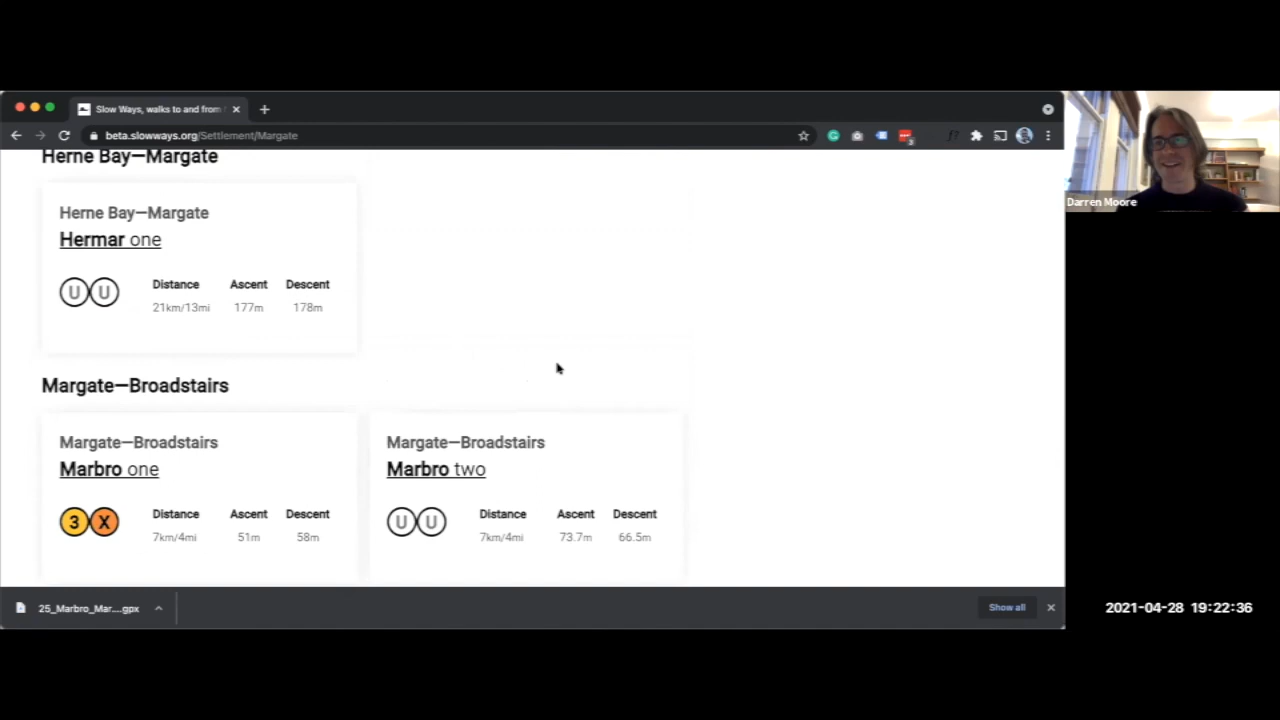 Slow Ways, walks to and from
beta.slowways.org/Settlement/Margate
Herne Bay—Margate
Herne Bay—Margate
Hermar one
U U
Distance Ascent Descent
21km/13mi 177m 178m
Margate—Broadstairs
Margate—Broadstairs
Marbro one
3 X
Distance Ascent Descent
7km/4mi 51m 58m
Margate—Broadstairs
Marbro two
U U
Distance Ascent Descent
7km/4mi 73.7m 66.5m
25_Marbro_Mar....gpx
Show all
Darren Moore
2021-04-28 19:22:36